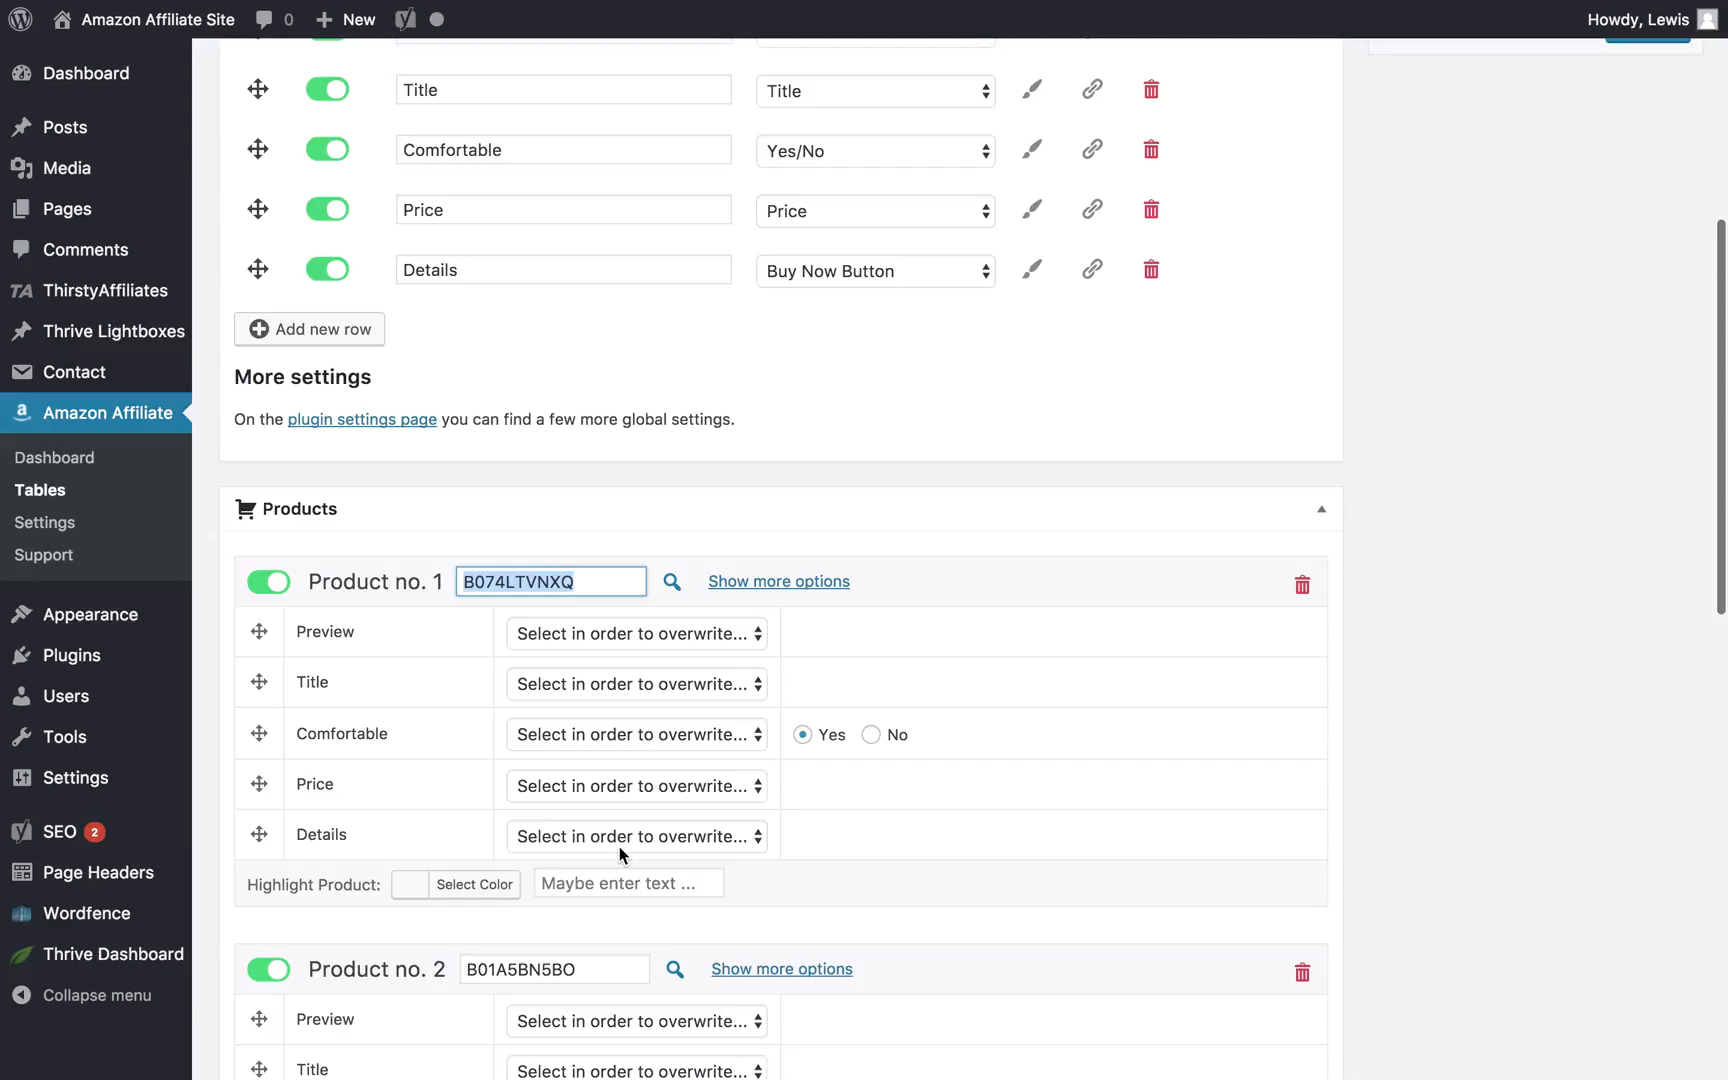 Amazon Affiliate Site 0 New Howdy, Lewis
Dashboard
Posts
Media
Pages
Comments
TA ThirstyAffiliates
Thrive Lightboxes
Contact
Amazon Affiliate
Dashboard
Tables
Settings
Support
Appearance
Plugins
Users
Tools
Settings
SEO 2
Page Headers
Wordfence
Thrive Dashboard
Collapse menu
Title Title
Comfortable Yes/No
Price Price
Details Buy Now Button
Add new row
More settings
On the plugin settings page you can find a few more global settings.
Products
Product no. 1 B074LTVNXQ Show more options
Preview Select in order to overwrite...
Title Select in order to overwrite...
Comfortable Select in order to overwrite... Yes No
Price Select in order to overwrite...
Details Select in order to overwrite...
Highlight Product: Select Color Maybe enter text ...
Product no. 2 B01A5BN5BO Show more options
Preview Select in order to overwrite...
Title Select in order to overwrite...